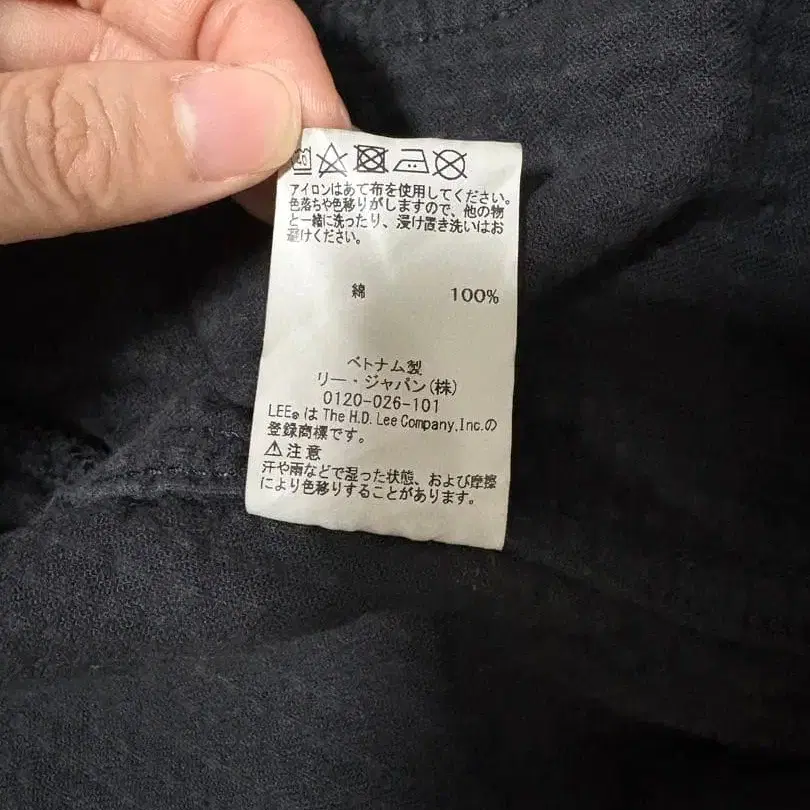 アイロンはあて布を使用してください。
色落ちや色移りがしますので、他の物
と一緒に洗ったり、浸け置き洗いはお
避けください。
綿 100%
ベトナム製
リー・ジャパン(株)
0120-026-101
LEE® は The H.D. Lee Company, Inc.の
登録商標です。
⚠注意
汗や雨などで湿った状態、および摩擦
により色移りすることがあります。